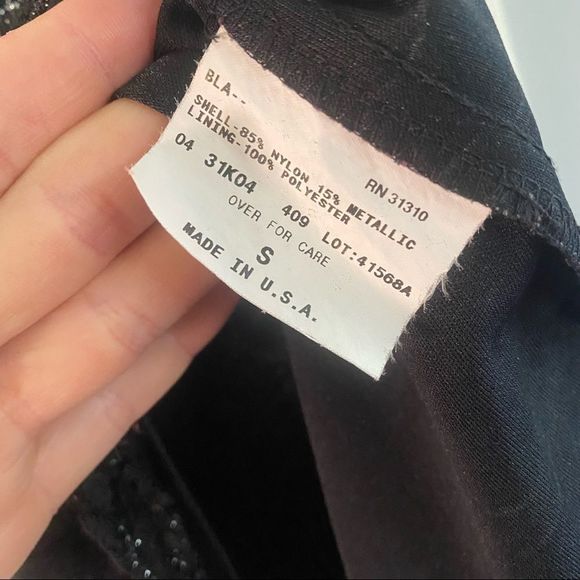 BLA-- RN 31310
SHELL-85% NYLON 15% METALLIC
LINING-100% POLYESTER
04 31K04 409 LOT:41568A
OVER FOR CARE
S
MADE IN U.S.A.